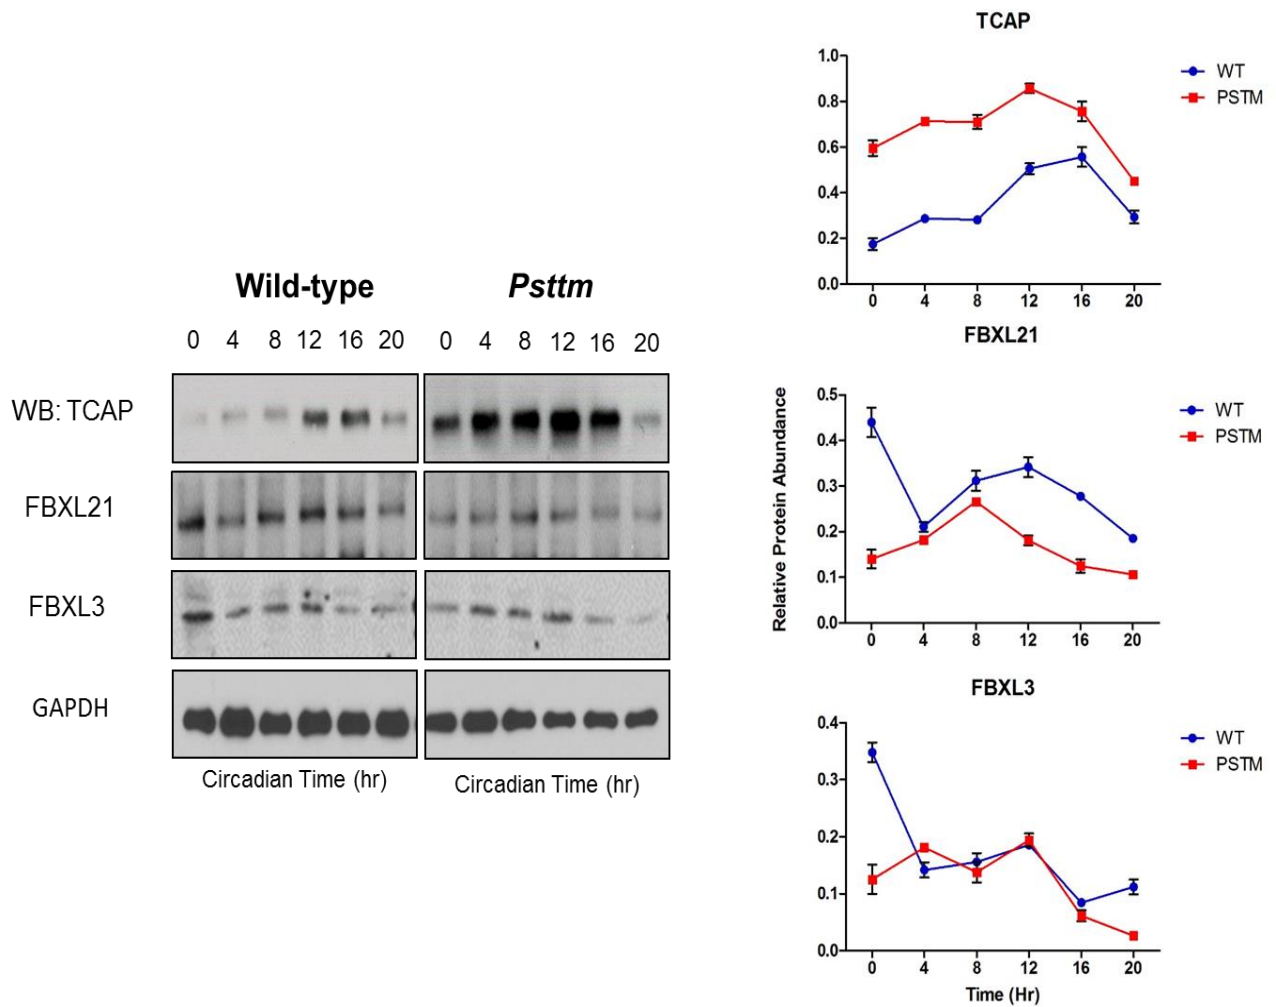 Wild-type
Psttm
0 4 8 12 16 20
0 4 8 12 16 20
WB: TCAP
FBXL21
FBXL3
GAPDH
Circadian Time (hr)
Circadian Time (hr)
TCAP
1.0
0.8
0.6
0.4
0.2
0.0
0 4 8 12 16 20
WT
PSTM
FBXL21
Relative Protein Abundance
0.5
0.4
0.3
0.2
0.1
0.0
0 4 8 12 16 20
WT
PSTM
FBXL3
0.4
0.3
0.2
0.1
0.0
0 4 8 12 16 20
Time (Hr)
WT
PSTM